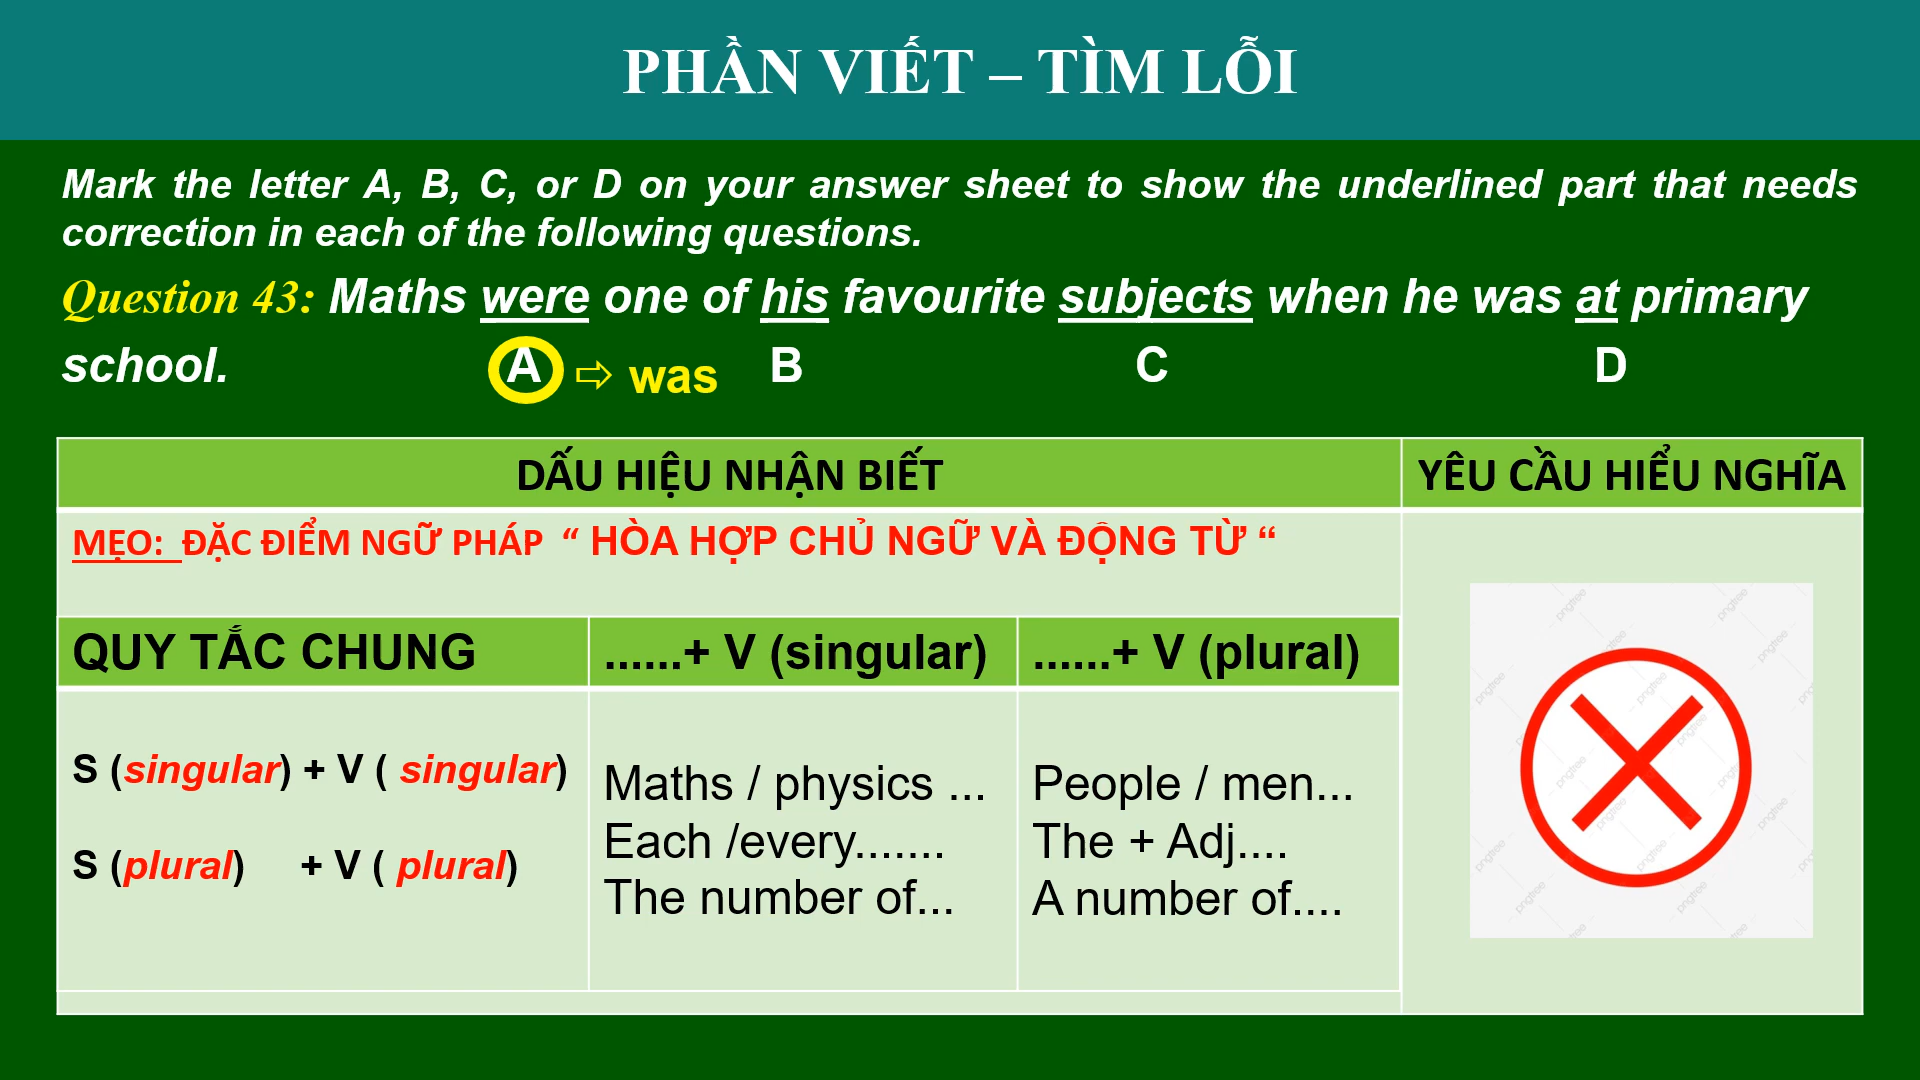 PHẦN VIẾT – TÌM LỖI
Mark the letter A, B, C, or D on your answer sheet to show the underlined part that needs
correction in each of the following questions.
Question 43: Maths were one of his favourite subjects when he was at primary
school. A ⇨ was B C D
DẤU HIỆU NHẬN BIẾT YÊU CẦU HIỂU NGHĨA
MẸO: ĐẶC ĐIỂM NGỮ PHÁP “ HÒA HỢP CHỦ NGỮ VÀ ĐỘNG TỪ “
QUY TẮC CHUNG ......+ V (singular) ......+ V (plural)
S (singular) + V ( singular)
S (plural) + V ( plural)
Maths / physics ...
Each /every.......
The number of...
People / men...
The + Adj....
A number of....
pngtree